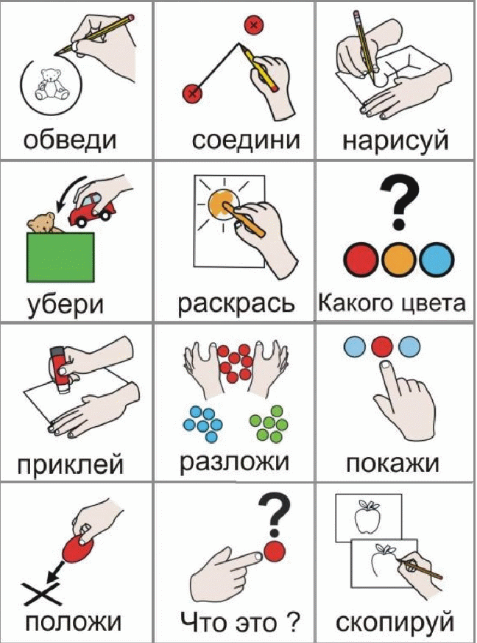 обведи
соедини
нарисуй
?
убери
раскрась
Какого цвета
приклей
разложи
покажи
?
положи
Что это ?
скопируй